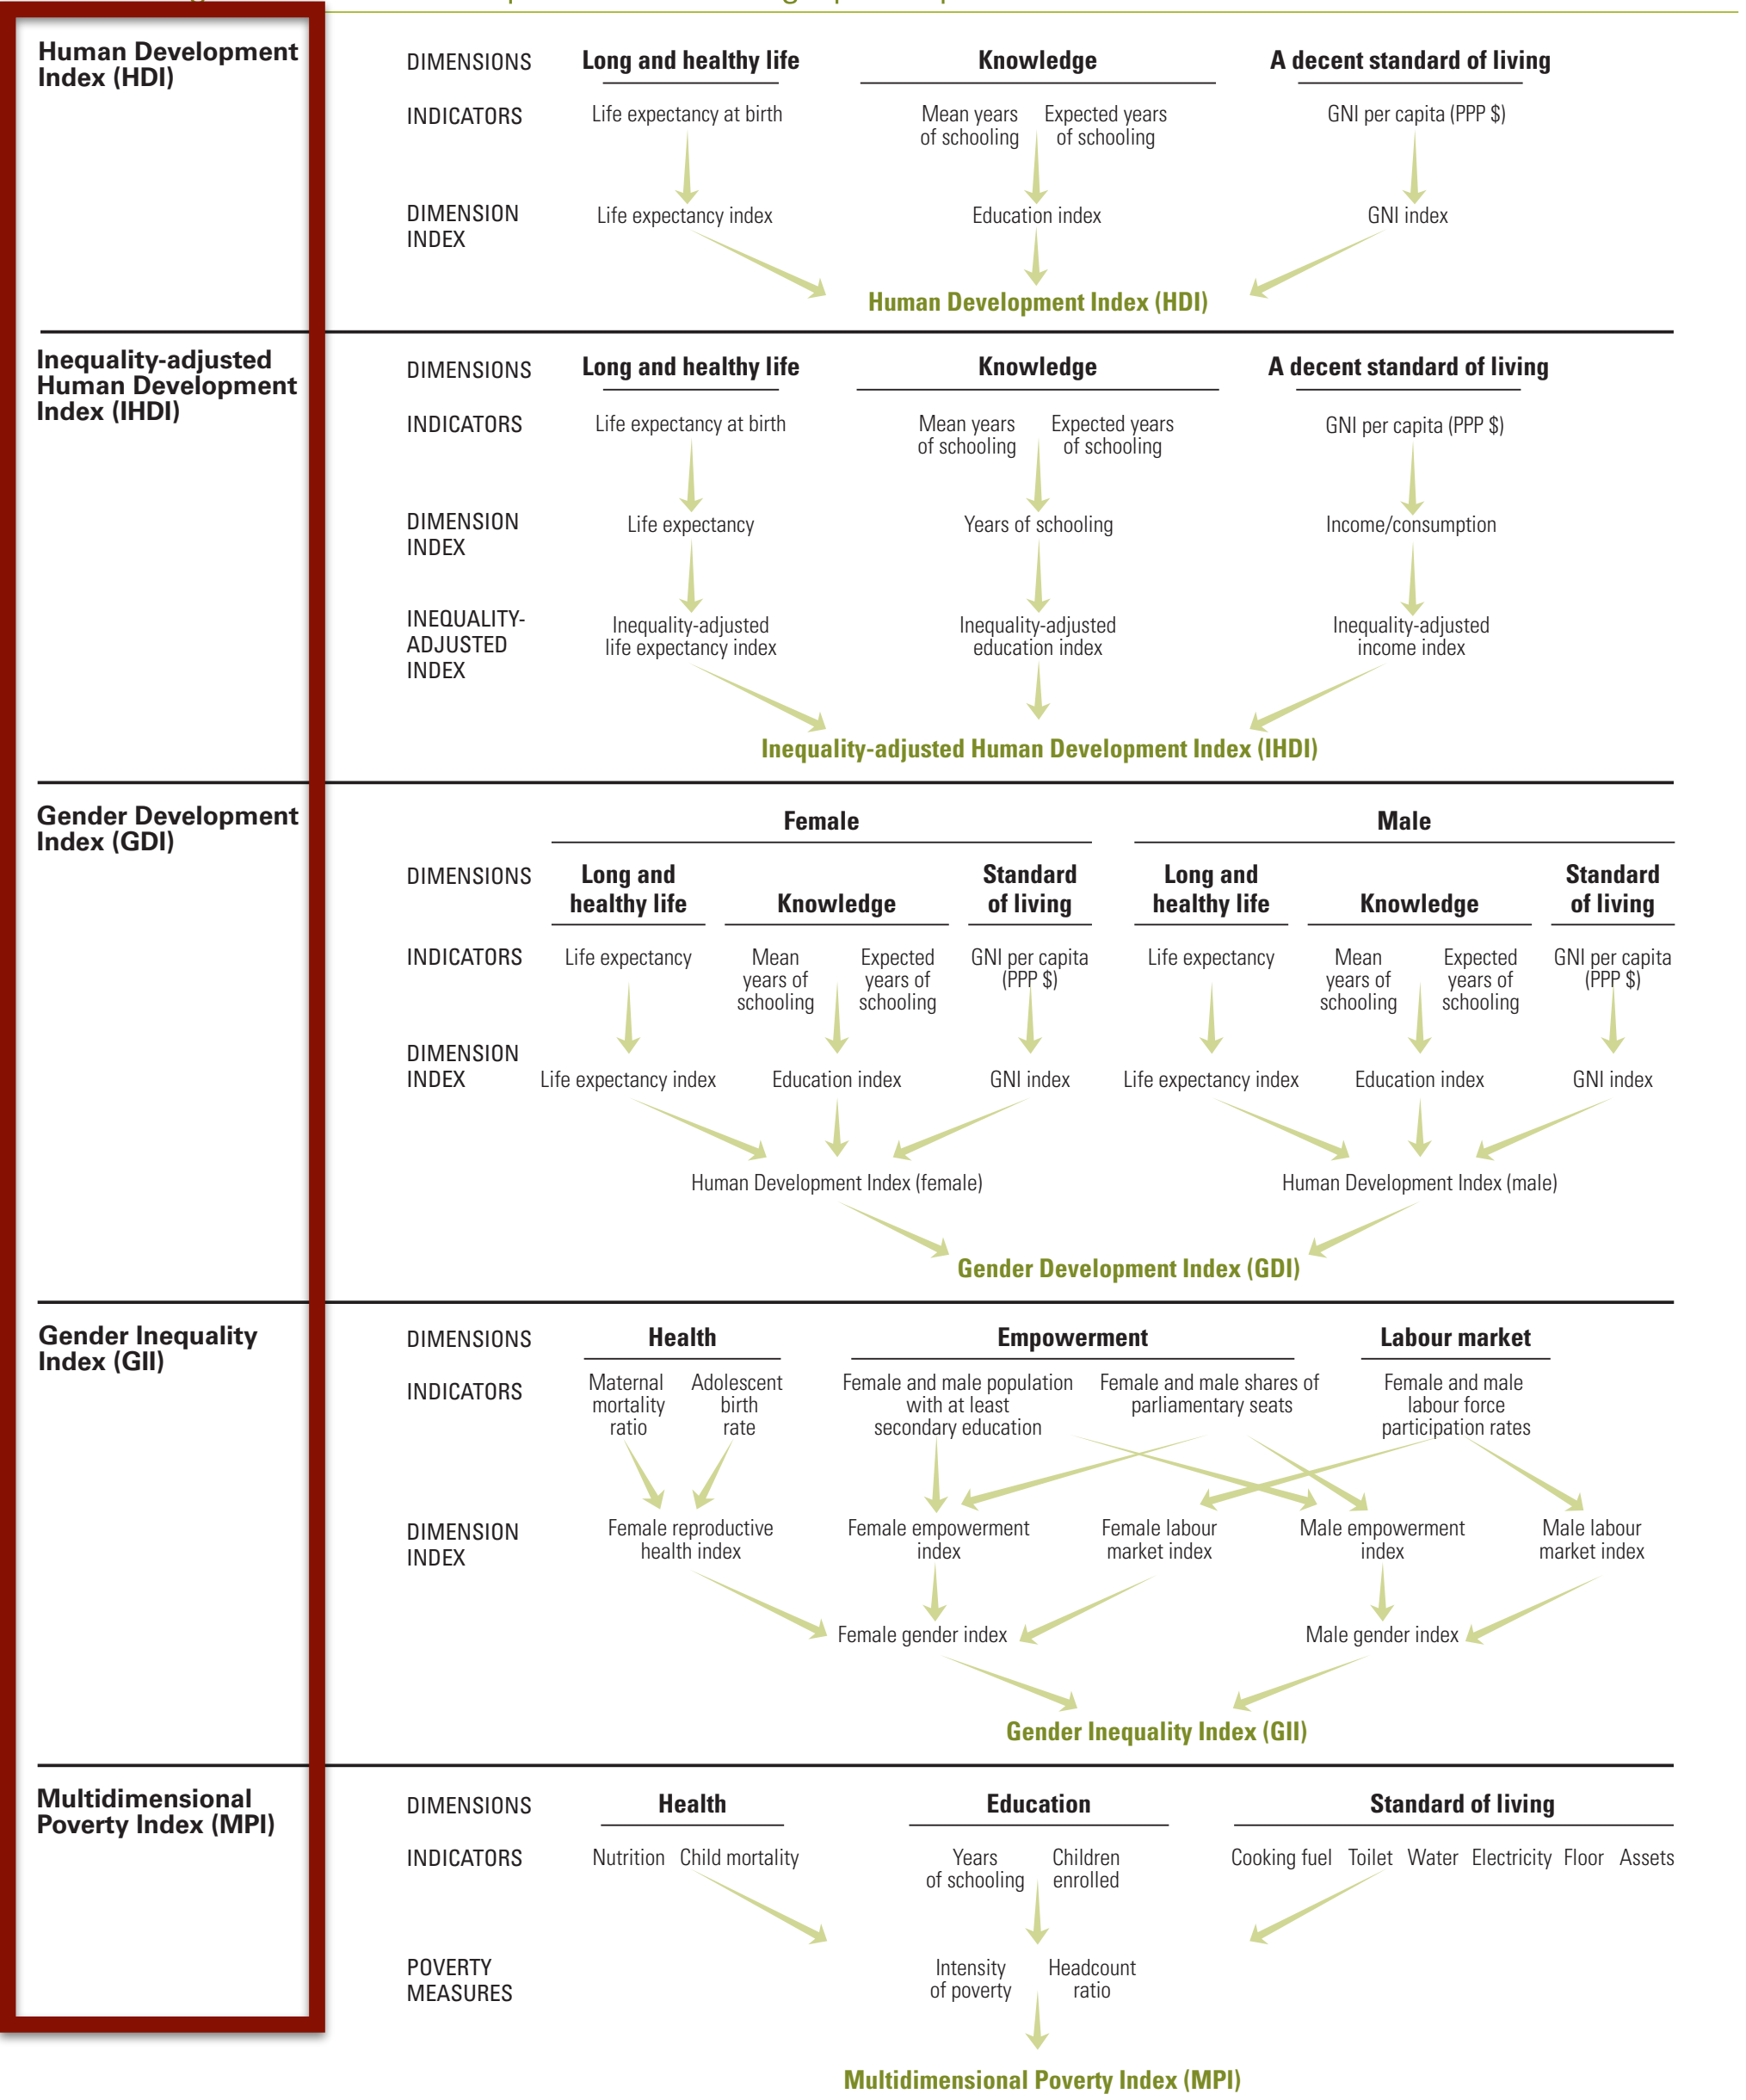 Human Development
Index (HDI)
DIMENSIONS
Long and healthy life
Knowledge
A decent standard of living
INDICATORS
Life expectancy at birth
Mean years
of schooling
Expected years
of schooling
GNI per capita (PPP $)
DIMENSION
INDEX
Life expectancy index
Education index
GNI index
Human Development Index (HDI)
Inequality-adjusted
Human Development
Index (IHDI)
DIMENSIONS
Long and healthy life
Knowledge
A decent standard of living
INDICATORS
Life expectancy at birth
Mean years
of schooling
Expected years
of schooling
GNI per capita (PPP $)
DIMENSION
INDEX
Life expectancy
Years of schooling
Income/consumption
INEQUALITY-
ADJUSTED
INDEX
Inequality-adjusted
life expectancy index
Inequality-adjusted
education index
Inequality-adjusted
income index
Inequality-adjusted Human Development Index (IHDI)
Gender Development
Index (GDI)
Female
Male
DIMENSIONS
Long and
healthy life
Knowledge
Standard
of living
Long and
healthy life
Knowledge
Standard
of living
INDICATORS
Life expectancy
Mean
years of
schooling
Expected
years of
schooling
GNI per capita
(PPP $)
Life expectancy
Mean
years of
schooling
Expected
years of
schooling
GNI per capita
(PPP $)
DIMENSION
INDEX
Life expectancy index
Education index
GNI index
Life expectancy index
Education index
GNI index
Human Development Index (female)
Human Development Index (male)
Gender Development Index (GDI)
Gender Inequality
Index (GII)
DIMENSIONS
Health
Empowerment
Labour market
INDICATORS
Maternal
mortality
ratio
Adolescent
birth
rate
Female and male population
with at least
secondary education
Female and male shares of
parliamentary seats
Female and male
labour force
participation rates
DIMENSION
INDEX
Female reproductive
health index
Female empowerment
index
Female labour
market index
Male empowerment
index
Male labour
market index
Female gender index
Male gender index
Gender Inequality Index (GII)
Multidimensional
Poverty Index (MPI)
DIMENSIONS
Health
Education
Standard of living
INDICATORS
Nutrition
Child mortality
Years
of schooling
Children
enrolled
Cooking fuel
Toilet
Water
Electricity
Floor
Assets
POVERTY
MEASURES
Intensity
of poverty
Headcount
ratio
Multidimensional Poverty Index (MPI)